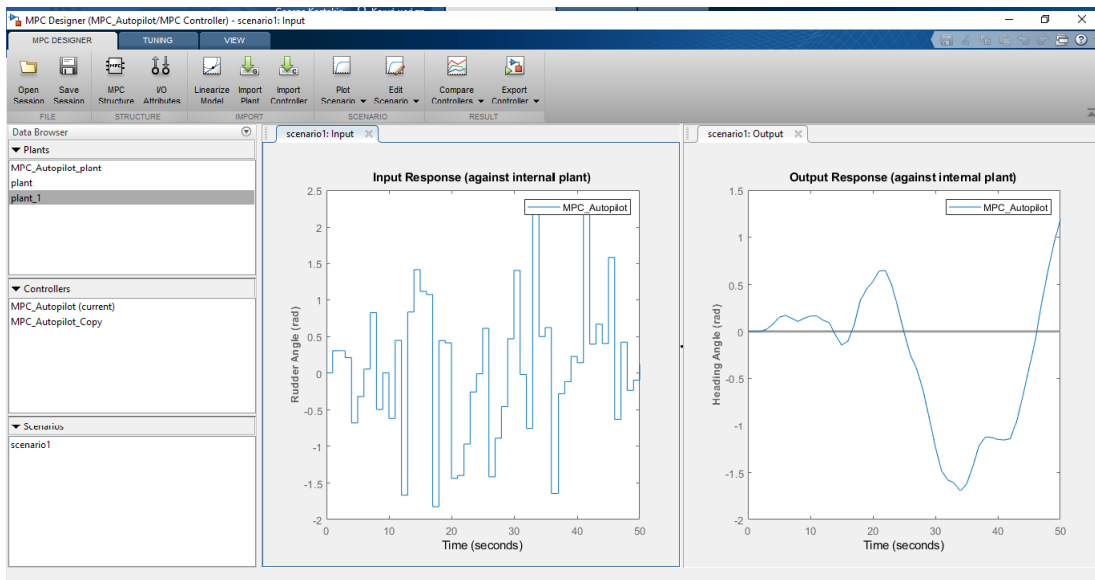 MPC Designer (MPC_Autopilot/MPC Controller) - scenario1: Input
MPC DESIGNER TUNING VIEW
Open Session
Save Session
MPC Structure
I/O Attributes
Linearize Model
Import Plant
Import Controller
Plot Scenario
Edit Scenario
Compare Controllers
Export Controller
FILE STRUCTURE IMPORT SCENARIO RESULT
Data Browser
Plants
MPC_Autopilot_plant
plant
plant_1
Controllers
MPC_Autopilot (current)
MPC_Autopilot_Copy
Scenarios
scenario1
scenario1: Input
Input Response (against internal plant)
MPC_Autopilot
Rudder Angle (rad)
2.5
2
1.5
1
0.5
0
-0.5
-1
-1.5
-2
0 10 20 30 40 50
Time (seconds)
scenario1: Output
Output Response (against internal plant)
MPC_Autopilot
Heading Angle (rad)
1.5
1
0.5
0
-0.5
-1
-1.5
-2
0 10 20 30 40 50
Time (seconds)